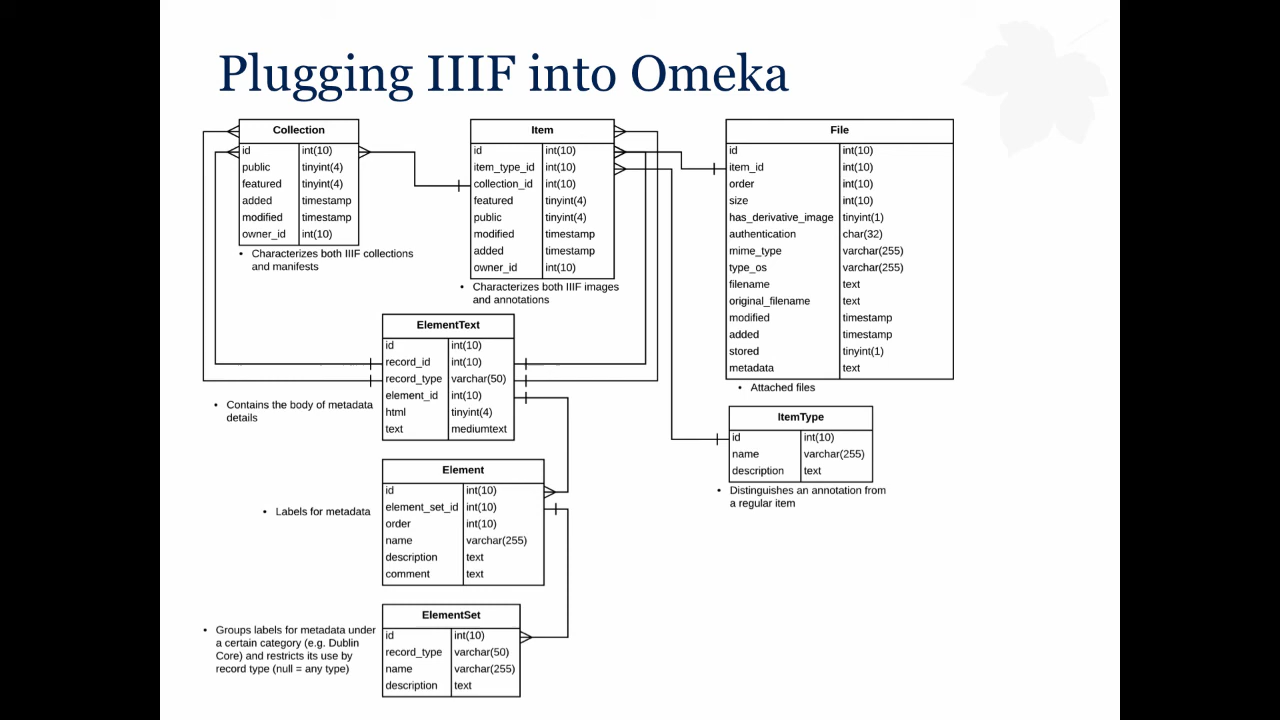 Plugging IIIF into Omeka
Collection
id int(10)
public tinyint(4)
featured tinyint(4)
added timestamp
modified timestamp
owner_id int(10)
• Characterizes both IIIF collections
and manifests
Item
id int(10)
item_type_id int(10)
collection_id int(10)
featured tinyint(4)
public tinyint(4)
modified timestamp
added timestamp
owner_id int(10)
• Characterizes both IIIF images
and annotations
File
id int(10)
item_id int(10)
order int(10)
size int(10)
has_derivative_image tinyint(1)
authentication char(32)
mime_type varchar(255)
type_os varchar(255)
filename text
original_filename text
modified timestamp
added timestamp
stored tinyint(1)
metadata text
• Attached files
ElementText
id int(10)
record_id int(10)
record_type varchar(50)
element_id int(10)
html tinyint(4)
text mediumtext
• Contains the body of metadata
details
ItemType
id int(10)
name varchar(255)
description text
• Distinguishes an annotation from
a regular item
Element
id int(10)
element_set_id int(10)
order int(10)
name varchar(255)
description text
comment text
• Labels for metadata
ElementSet
id int(10)
record_type varchar(50)
name varchar(255)
description text
• Groups labels for metadata under
a certain category (e.g. Dublin
Core) and restricts its use by
record type (null = any type)